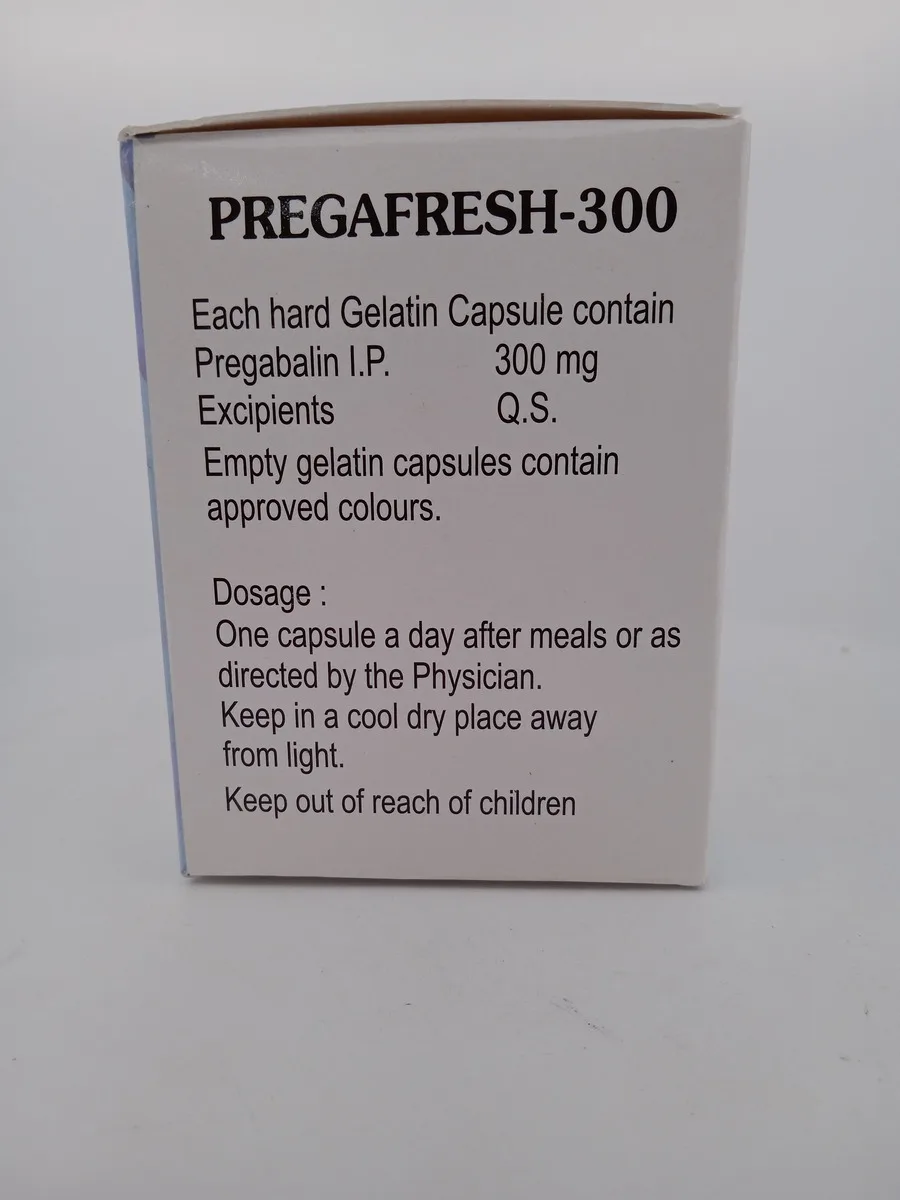 PREGAFRESH-300
Each hard Gelatin Capsule contain
Pregabalin I.P. 300 mg
Excipients Q.S.
Empty gelatin capsules contain
approved colours.
Dosage :
One capsule a day after meals or as
directed by the Physician.
Keep in a cool dry place away
from light.
Keep out of reach of children